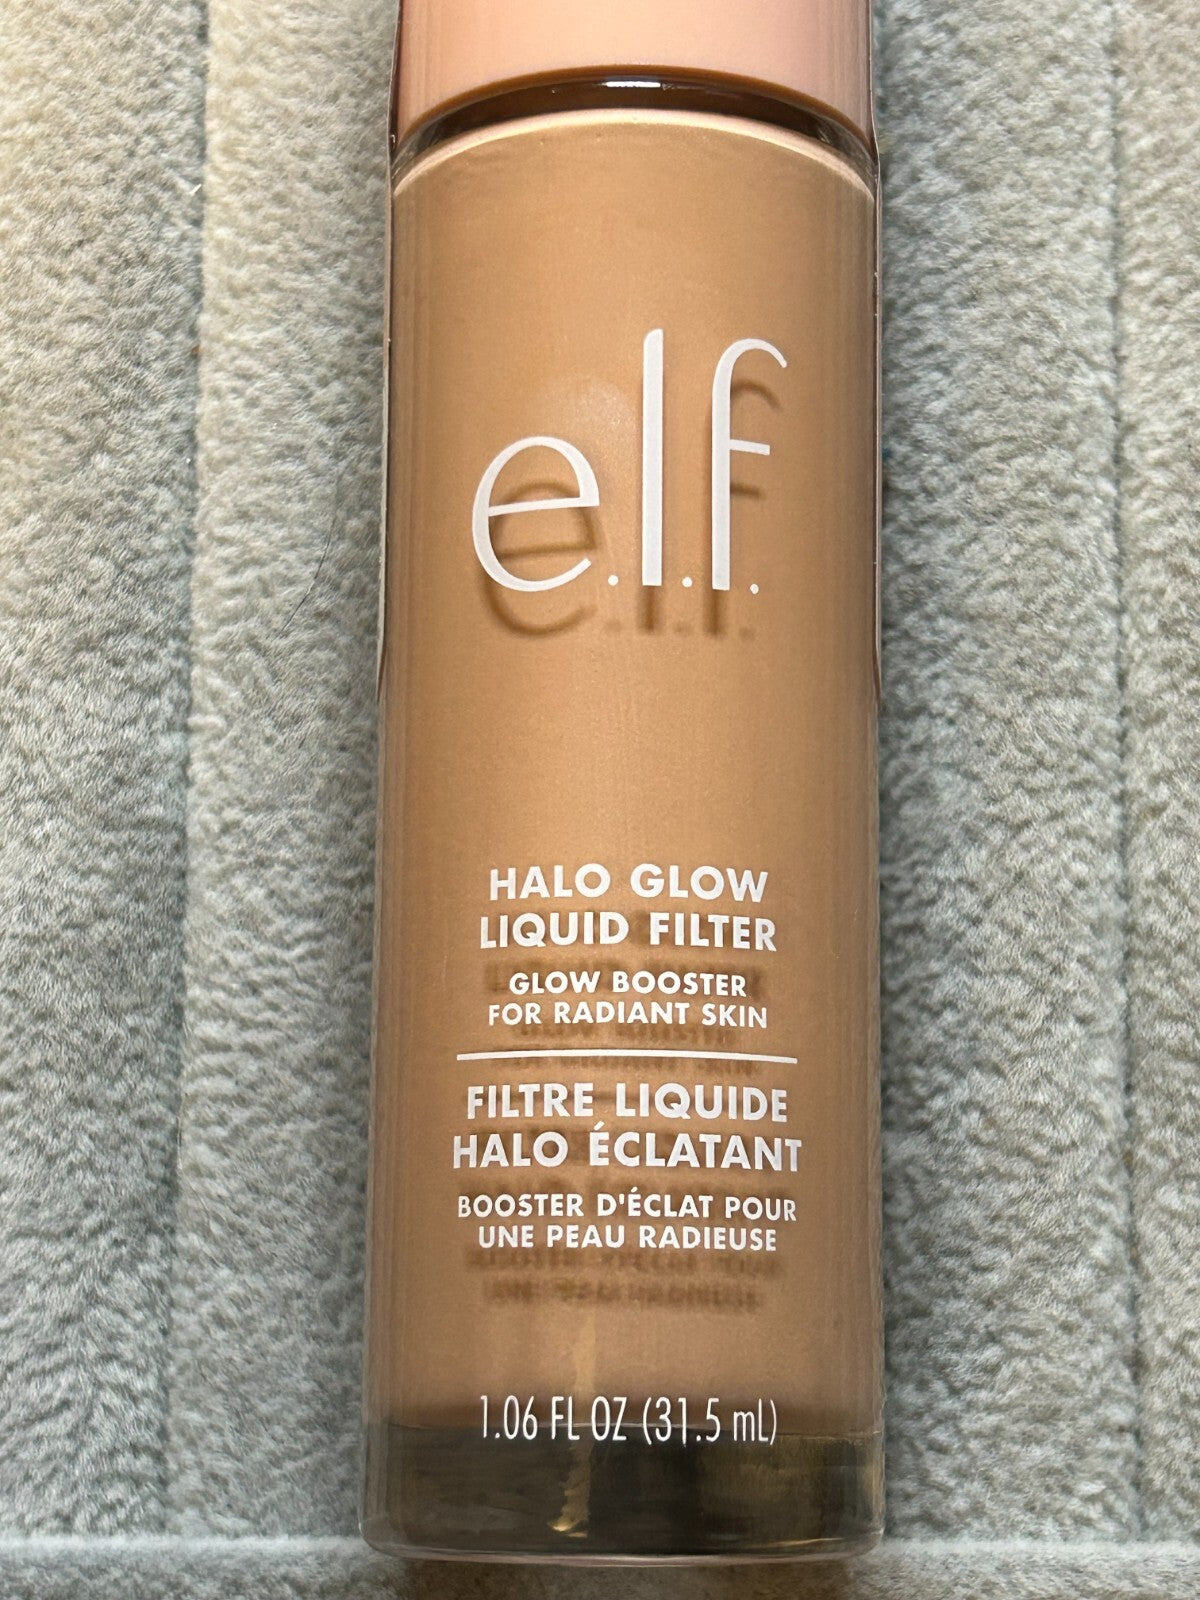 e.l.f.
HALO GLOW
LIQUID FILTER
GLOW BOOSTER
FOR RADIANT SKIN
FILTRE LIQUIDE
HALO ÉCLATANT
BOOSTER D'ÉCLAT POUR
UNE PEAU RADIEUSE
1.06 FL OZ (31.5 mL)